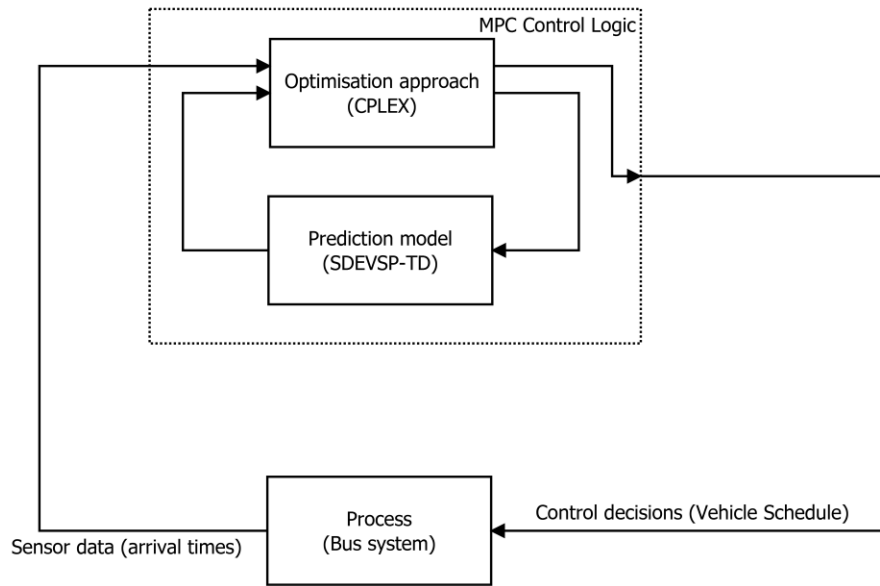 MPC Control Logic
Optimisation approach
(CPLEX)
Prediction model
(SDEVSP-TD)
Process
(Bus system)
Control decisions (Vehicle Schedule)
Sensor data (arrival times)